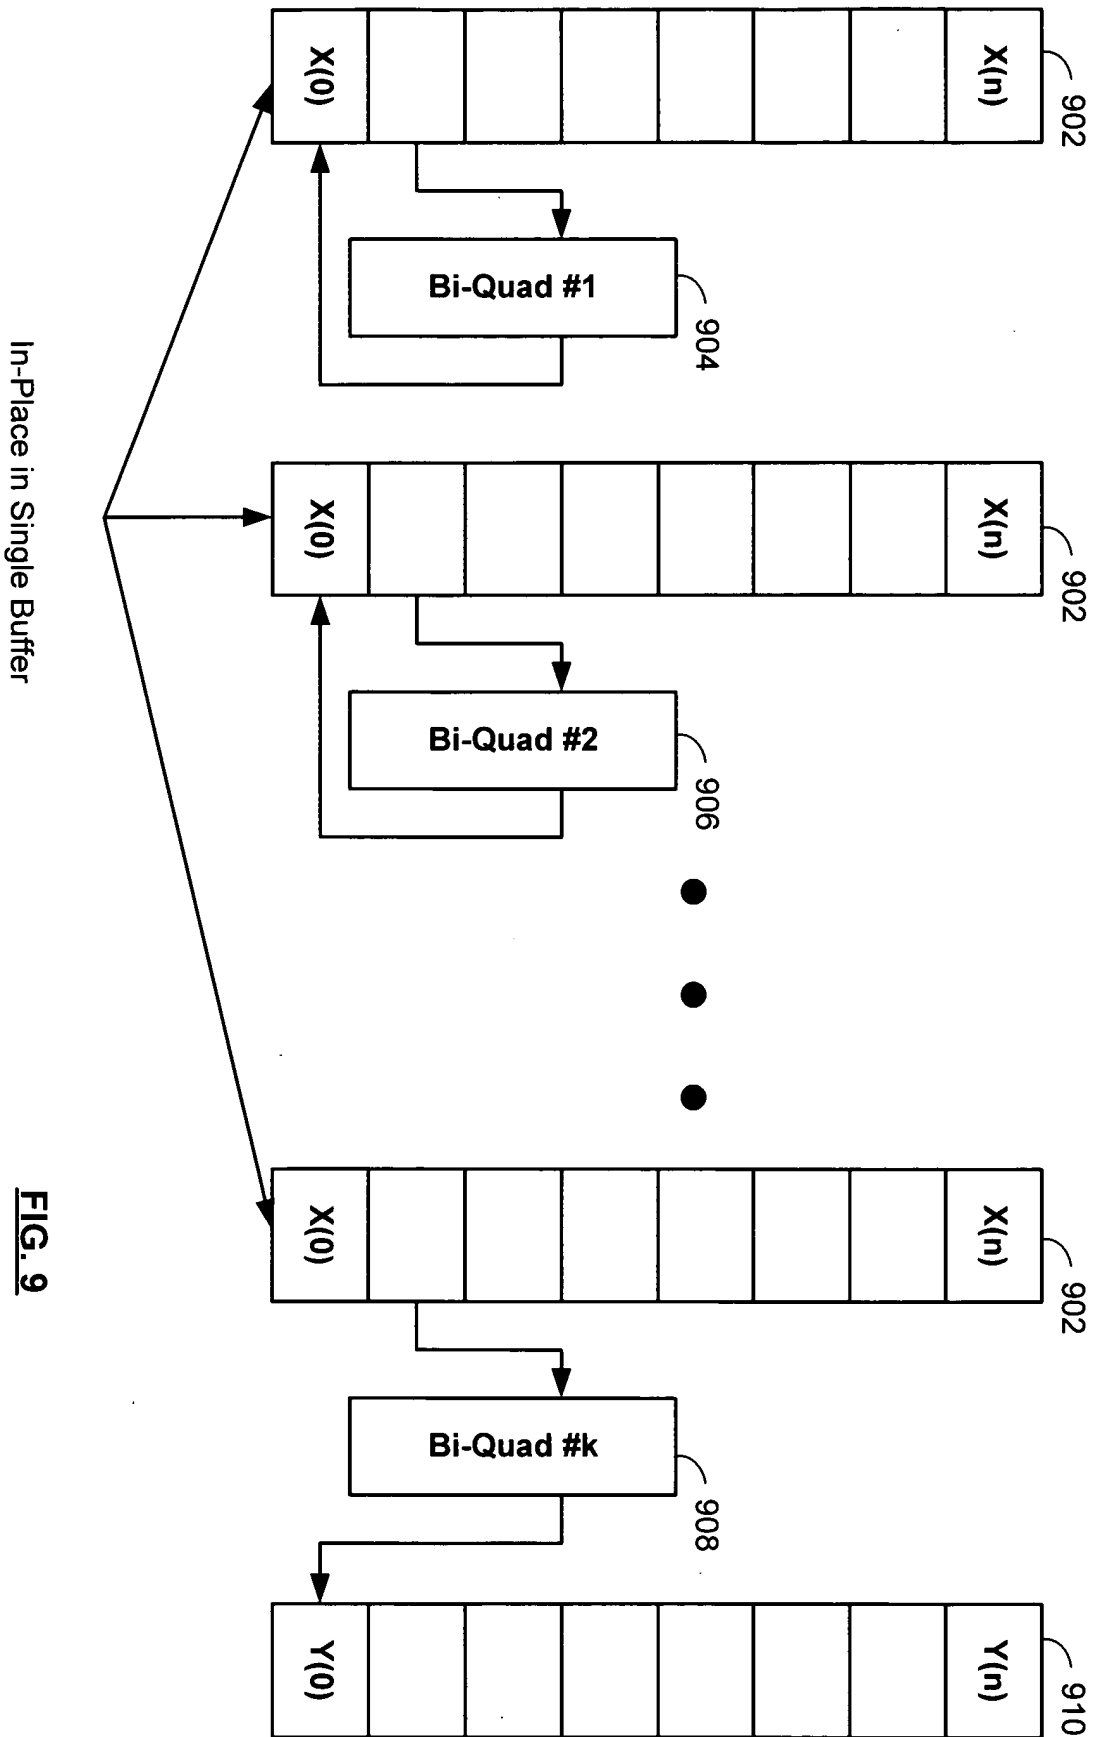 902
X(n)
X(0)
Bi-Quad #1
904
902
X(n)
X(0)
Bi-Quad #2
906
902
X(n)
X(0)
Bi-Quad #k
908
910
Y(n)
Y(0)
In-Place in Single Buffer
FIG. 9